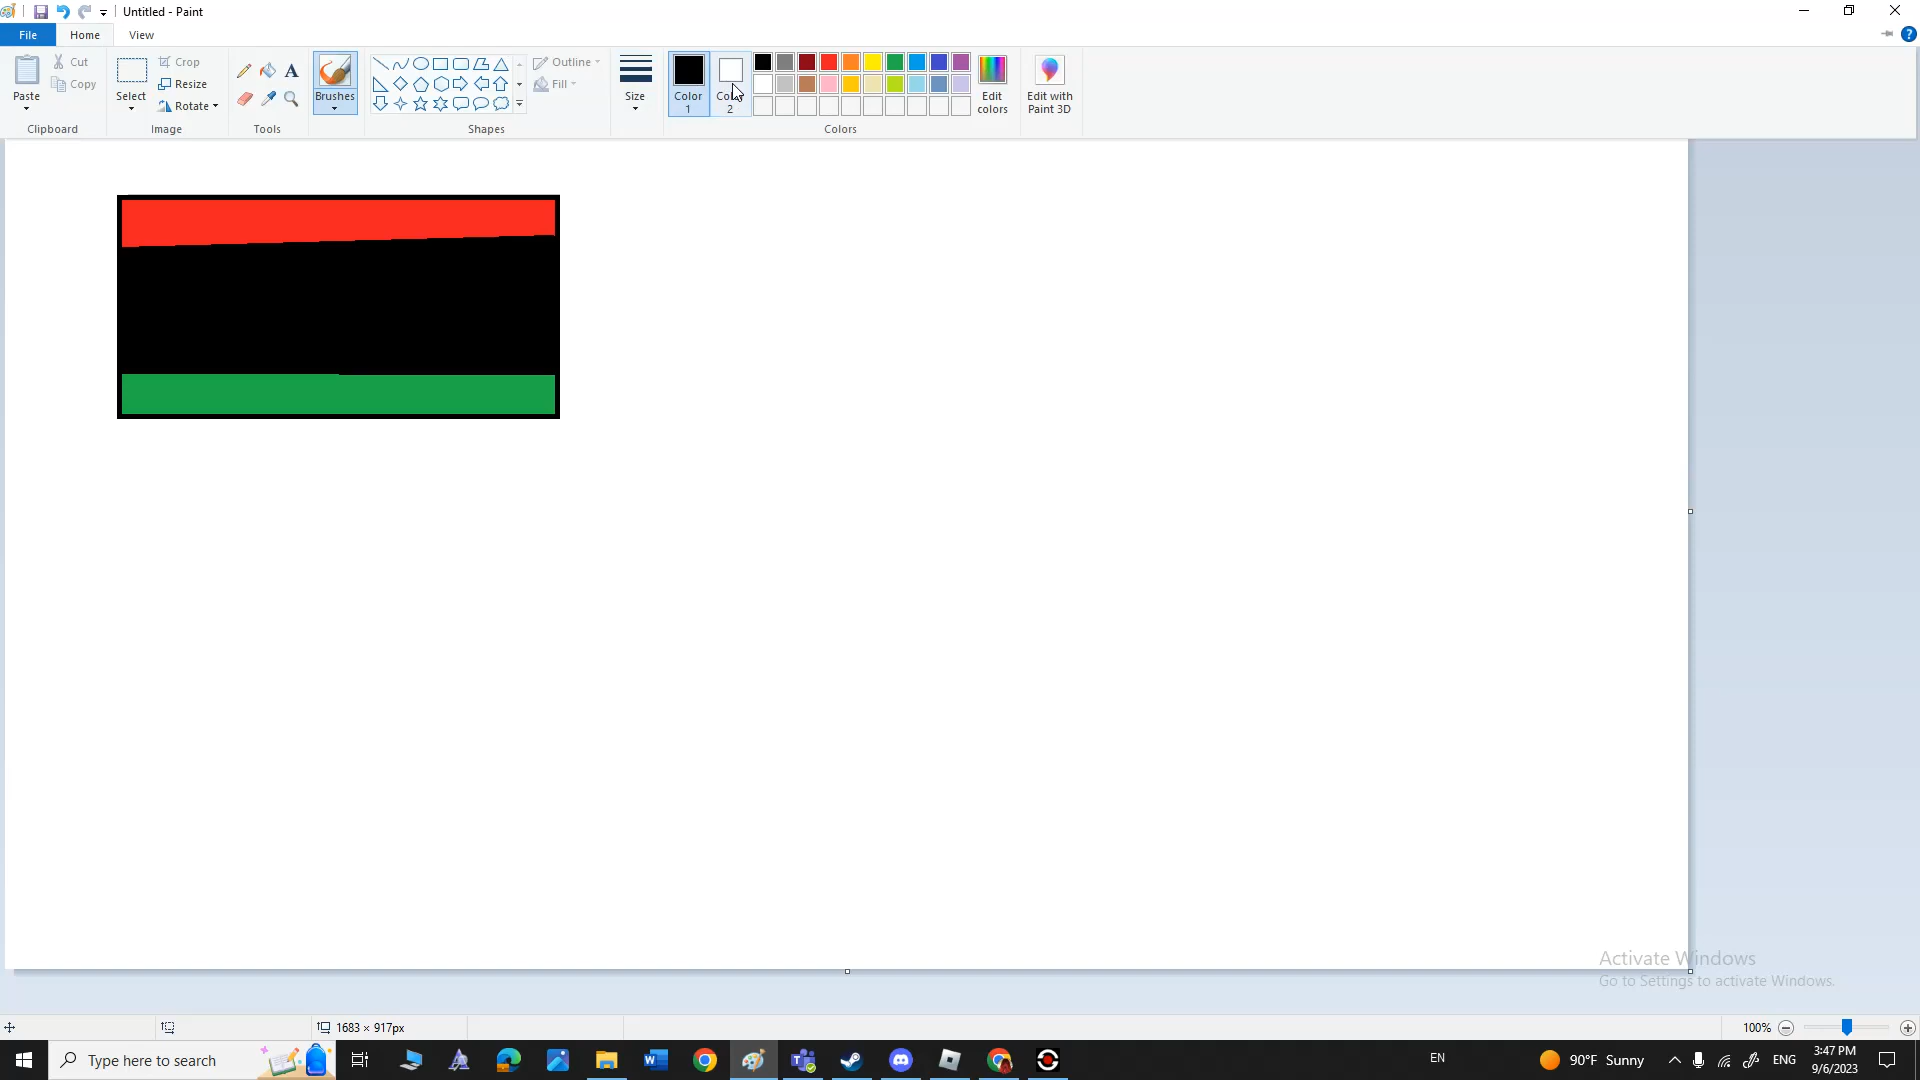 Untitled - Paint
File Home View
Paste
Cut
Copy
Clipboard
Select
Crop
Resize
Rotate
Image
Tools
Brushes
Shapes
Outline
Fill
Size
Color 1
2
Colors
Edit colors
Edit with Paint 3D
Activate Windows
Go to Settings to activate Windows.
1683 × 917px
100%
Type here to search
EN
90°F Sunny
ENG
3:47 PM
9/6/2023